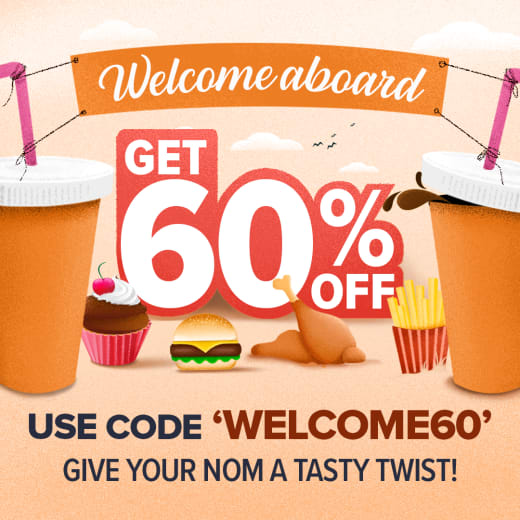 Welcome aboard
GET
60%
OFF
USE CODE ‘WELCOME60’
GIVE YOUR NOM A TASTY TWIST!